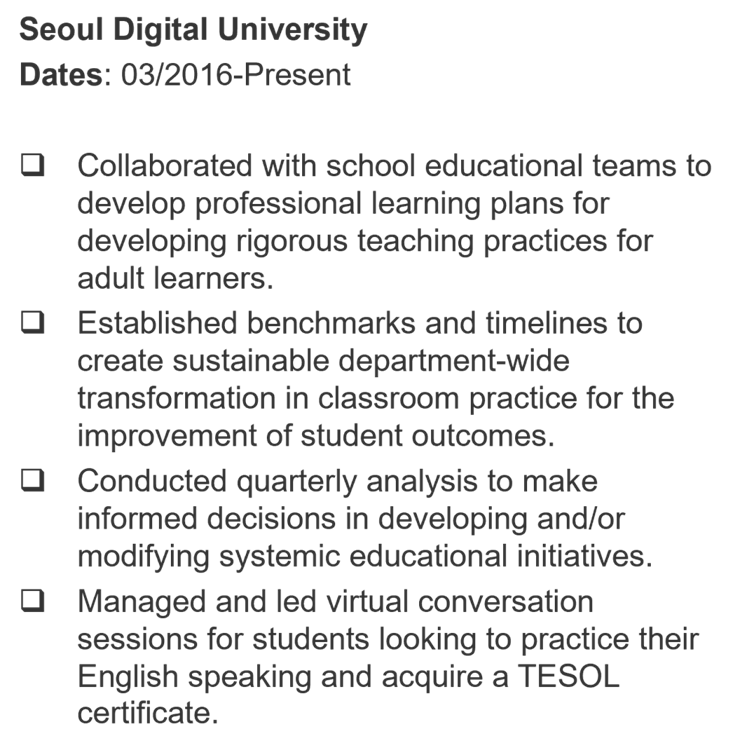 Seoul Digital University
Dates: 03/2016-Present
❑ Collaborated with school educational teams to
develop professional learning plans for
developing rigorous teaching practices for
adult learners.
❑ Established benchmarks and timelines to
create sustainable department-wide
transformation in classroom practice for the
improvement of student outcomes.
❑ Conducted quarterly analysis to make
informed decisions in developing and/or
modifying systemic educational initiatives.
❑ Managed and led virtual conversation
sessions for students looking to practice their
English speaking and acquire a TESOL
certificate.